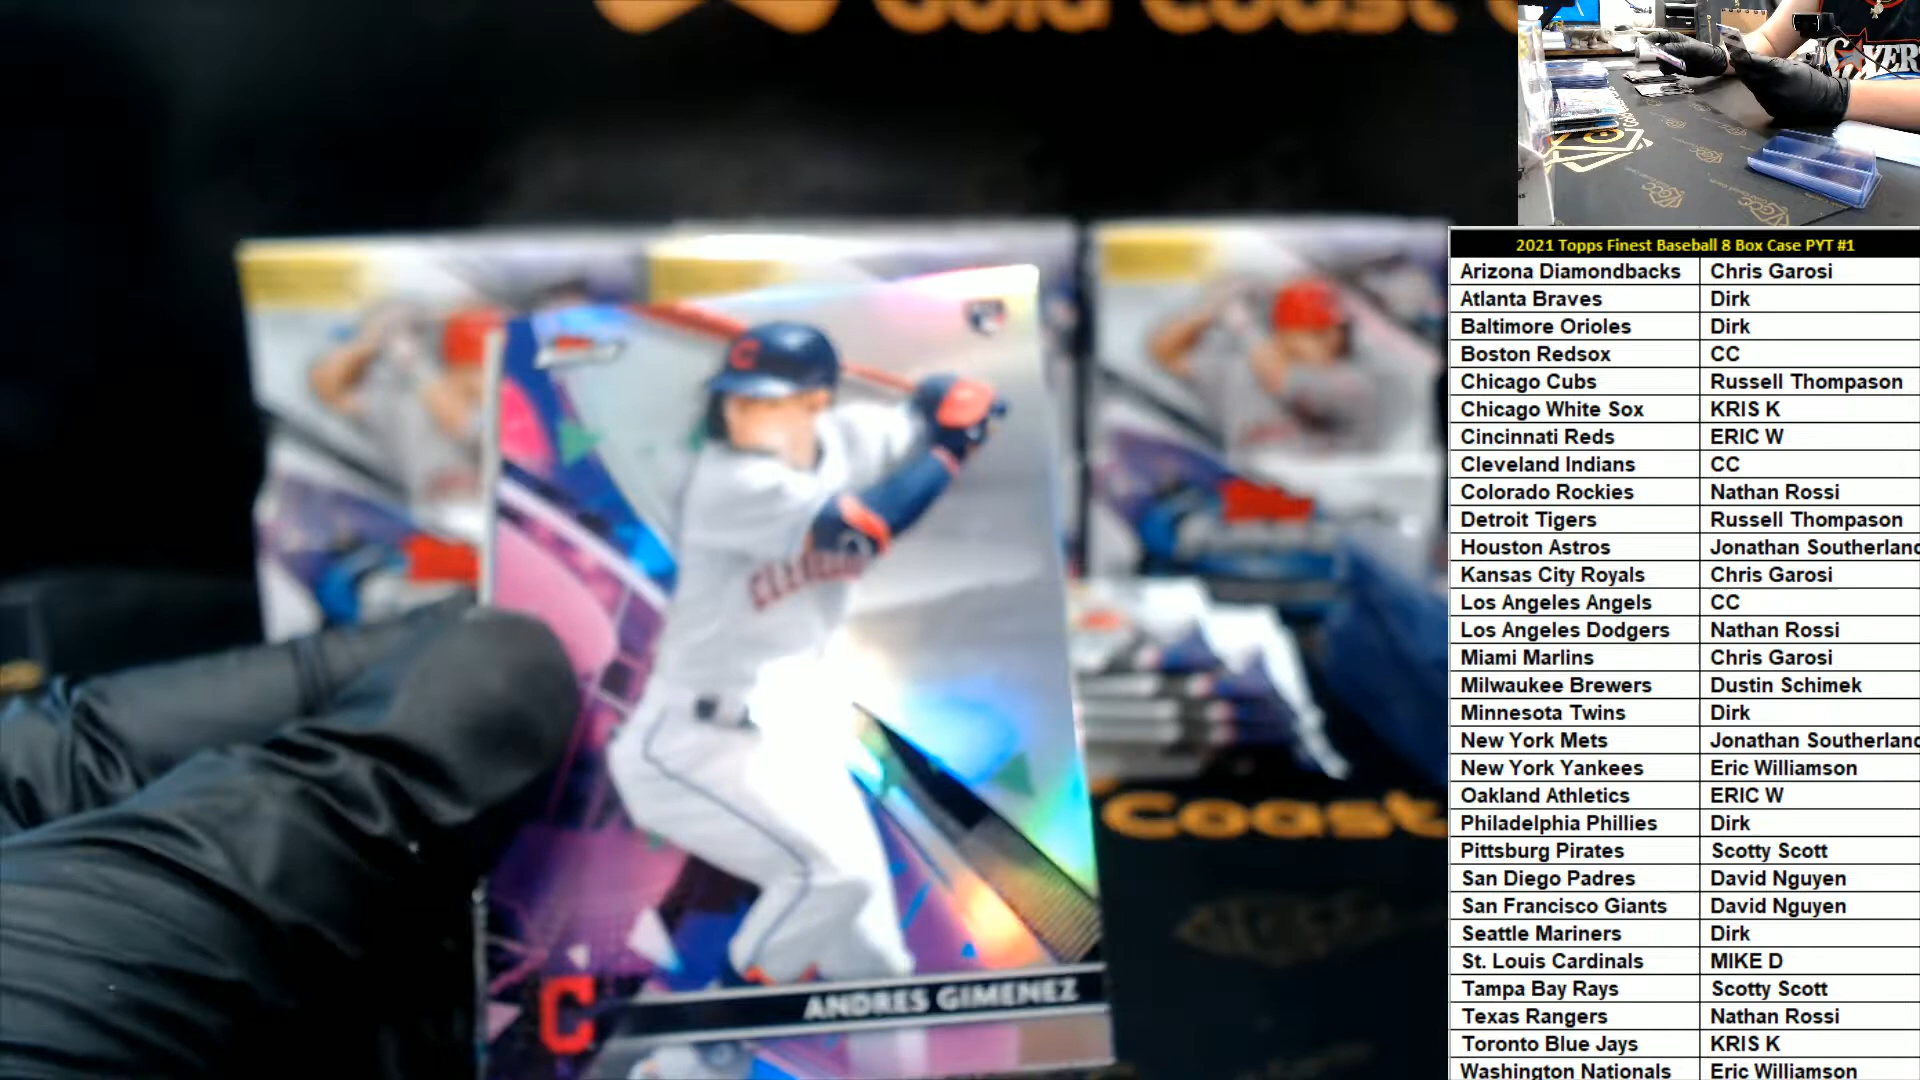 Gold Coast
2021 Topps Finest Baseball 8 Box Case PYT #1
Arizona Diamondbacks Chris Garosi
Atlanta Braves Dirk
Baltimore Orioles Dirk
Boston Redsox CC
Chicago Cubs Russell Thompason
Chicago White Sox KRIS K
Cincinnati Reds ERIC W
Cleveland Indians CC
Colorado Rockies Nathan Rossi
Detroit Tigers Russell Thompason
Houston Astros Jonathan Southerland
Kansas City Royals Chris Garosi
Los Angeles Angels CC
Los Angeles Dodgers Nathan Rossi
Miami Marlins Chris Garosi
Milwaukee Brewers Dustin Schimek
Minnesota Twins Dirk
New York Mets Jonathan Southerland
New York Yankees Eric Williamson
Oakland Athletics ERIC W
Philadelphia Phillies Dirk
Pittsburg Pirates Scotty Scott
San Diego Padres David Nguyen
San Francisco Giants David Nguyen
Seattle Mariners Dirk
St. Louis Cardinals MIKE D
Tampa Bay Rays Scotty Scott
Texas Rangers Nathan Rossi
Toronto Blue Jays KRIS K
Washington Nationals Eric Williamson
C
Coast
C
ANDRES GIMENEZ